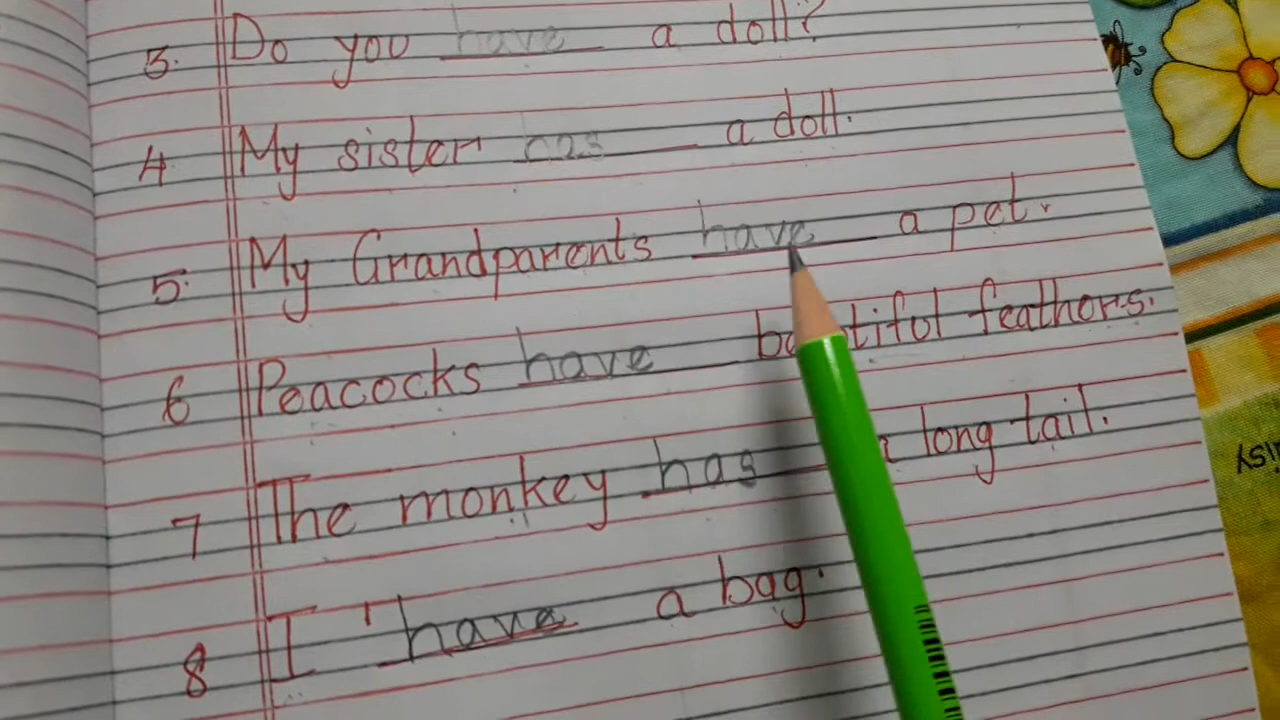 3. Do you have a doll?
4. My sister has a doll.
5. My Grandparents have a pet.
6 Peacocks have beautiful feathers.
7 The monkey has a long tail.
8 I have a bag.